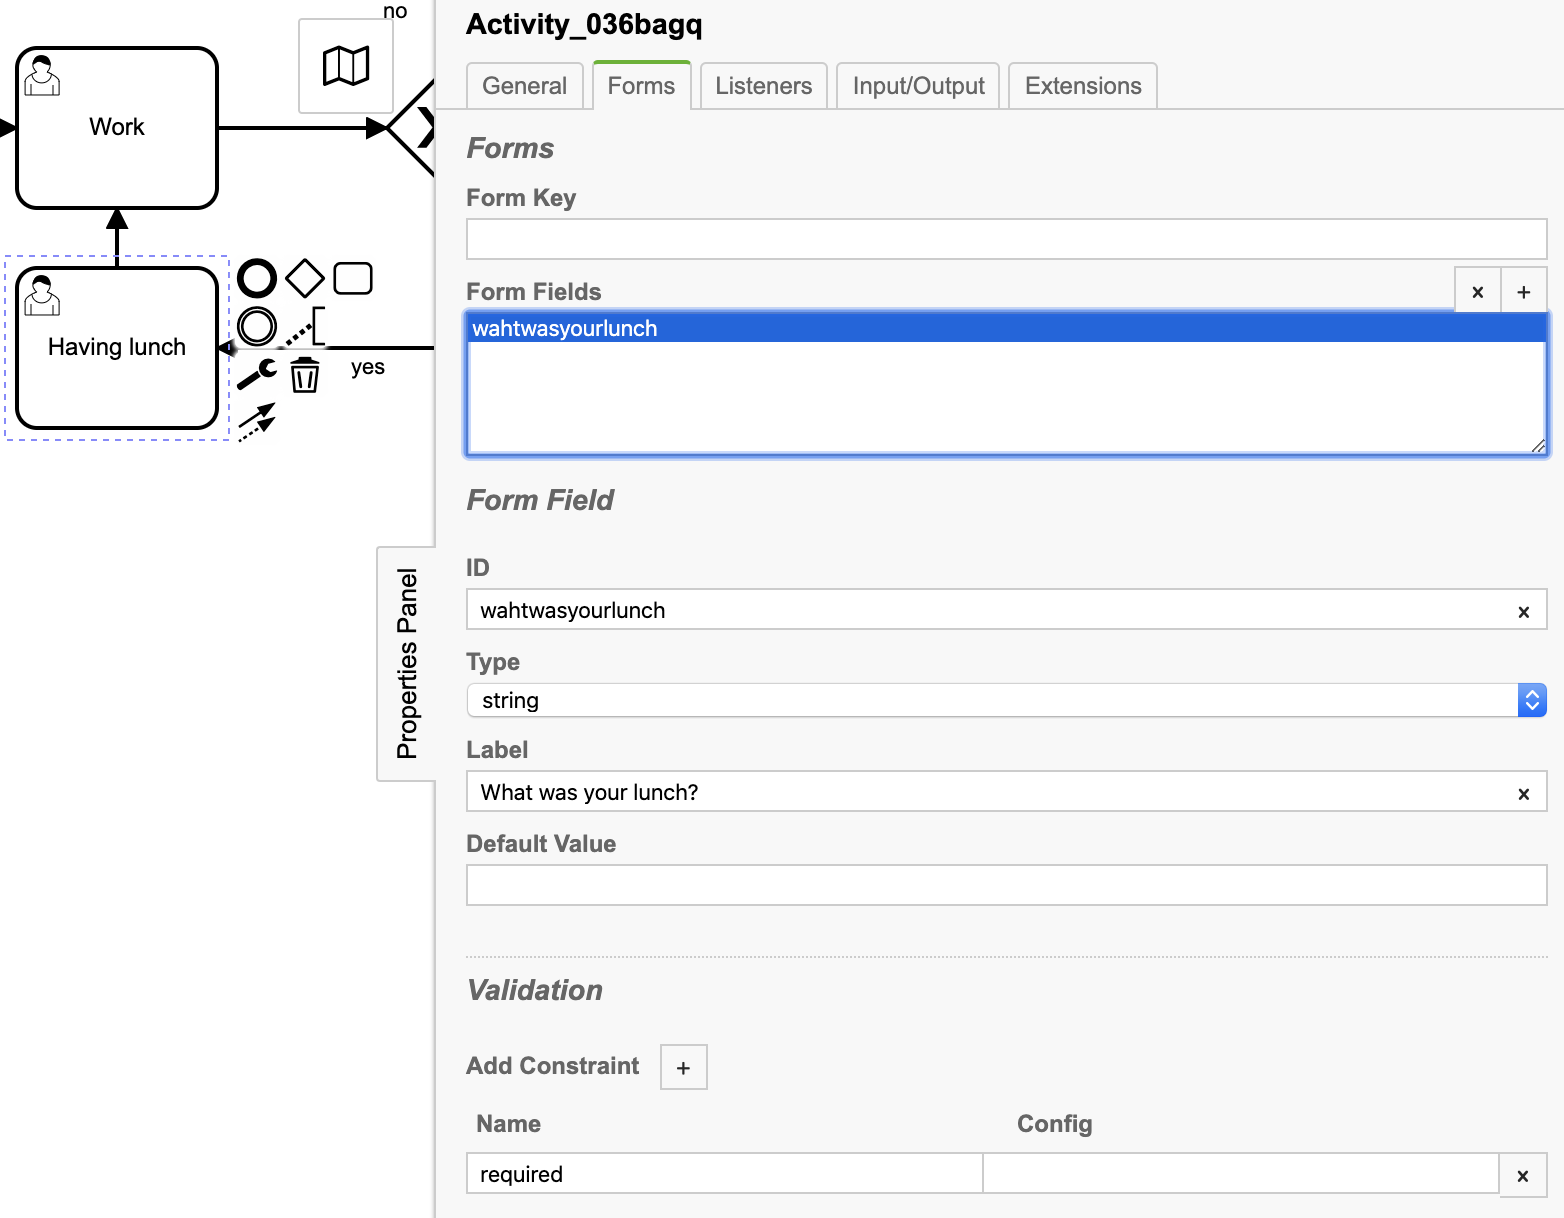 no
Work
Having lunch
yes
Properties Panel
Activity_036bagq
General
Forms
Listeners
Input/Output
Extensions
Forms
Form Key
Form Fields
x
+
wahtwasyourlunch
Form Field
ID
wahtwasyourlunch
x
Type
string
Label
What was your lunch?
x
Default Value
Validation
Add Constraint
+
Name
Config
required
x